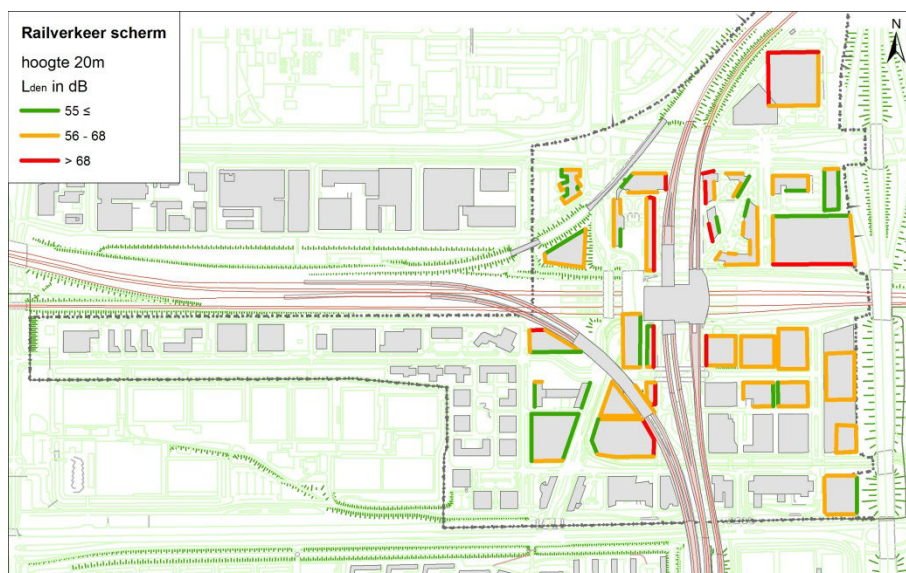 Railverkeer scherm
hoogte 20m
Lden in dB
55 ≤
56 - 68
> 68
N